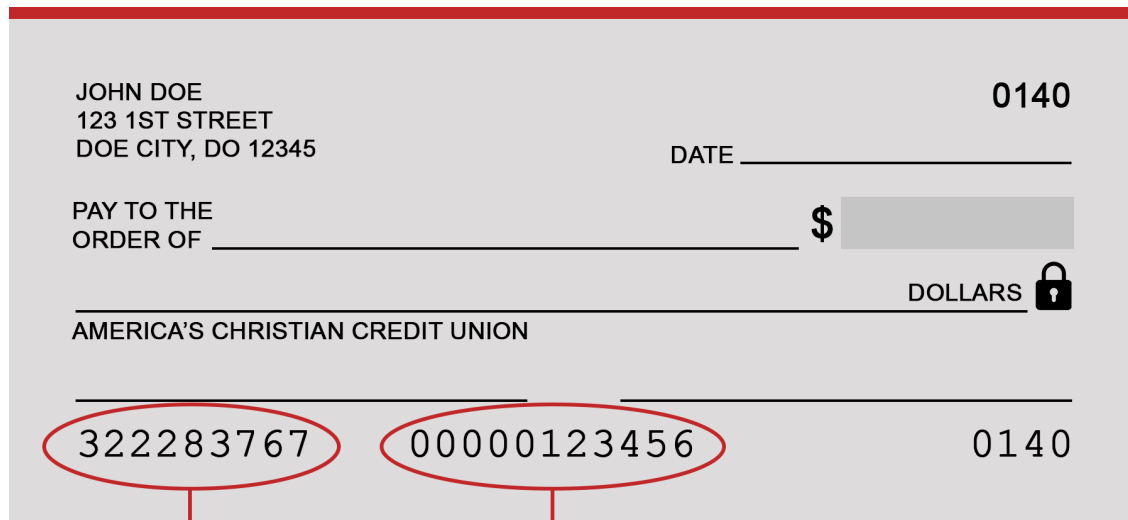 JOHN DOE
0140
123 1ST STREET
DOE CITY, DO 12345
DATE
PAY TO THE
ORDER OF
$
DOLLARS
AMERICA'S CHRISTIAN CREDIT UNION
322283767 00000123456 0140